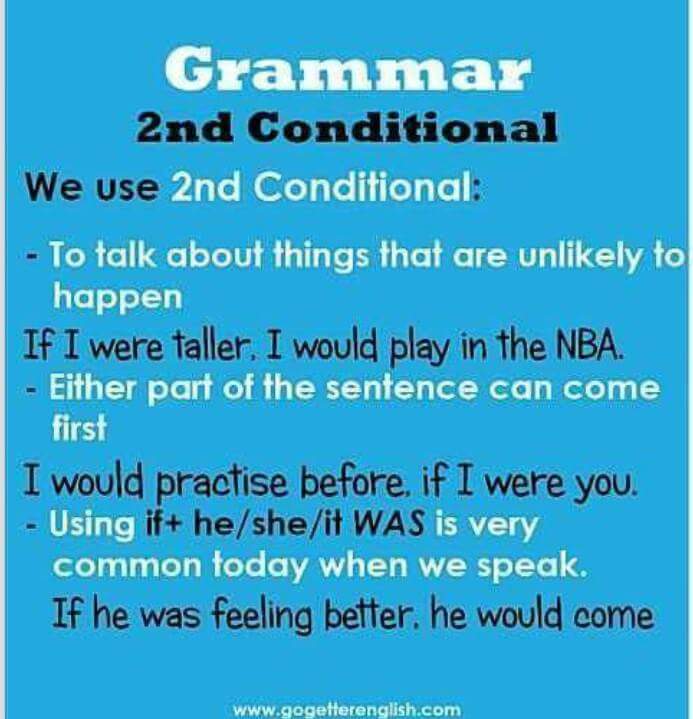 Grammar
2nd Conditional
We use 2nd Conditional:
- To talk about things that are unlikely to
happen
If I were taller, I would play in the NBA.
- Either part of the sentence can come
first
I would practise before, if I were you.
- Using if+ he/she/it WAS is very
common today when we speak.
If he was feeling better, he would come
www.gogetterenglish.com